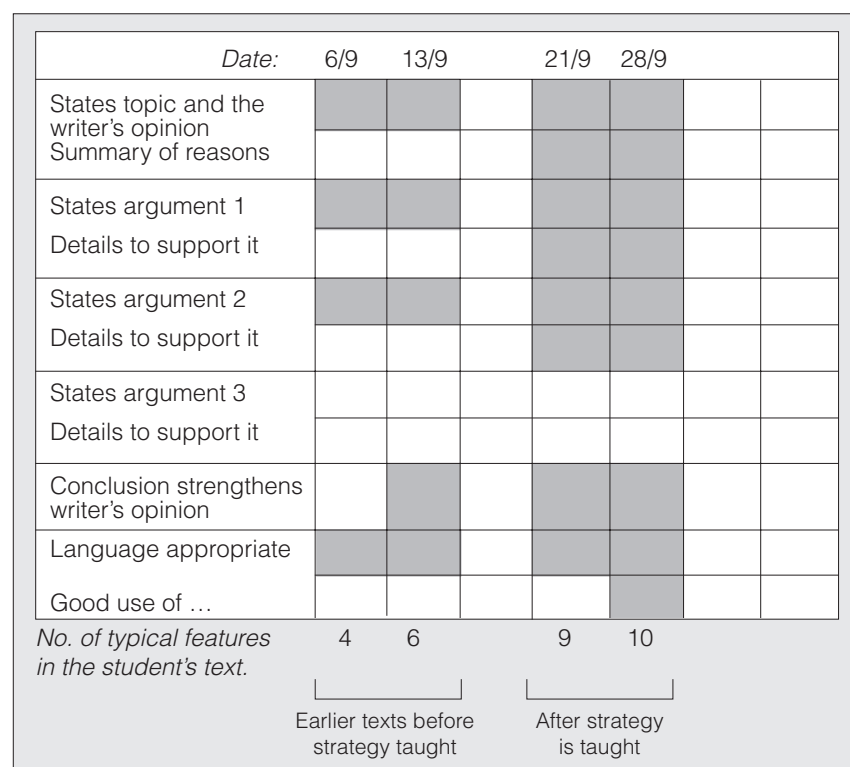 Date: 6/9 13/9 21/9 28/9
States topic and the
writer's opinion
Summary of reasons
States argument 1
Details to support it
States argument 2
Details to support it
States argument 3
Details to support it
Conclusion strengthens
writer's opinion
Language appropriate
Good use of …
No. of typical features 4 6 9 10
in the student's text.
Earlier texts before After strategy
strategy taught is taught